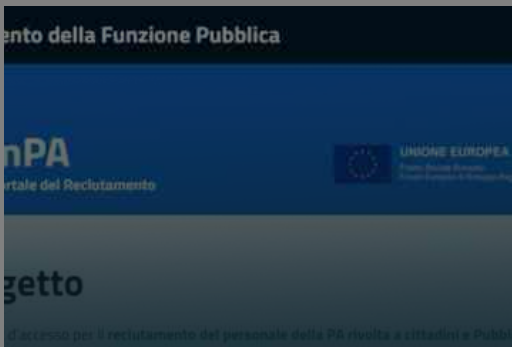 ento della Funzione Pubblica
nPA
UNIONE EUROPEA
rtale del Reclutamento
getto
d'accesso per il reclutamento del personale della PA rivolta a cittadini e Pubbl